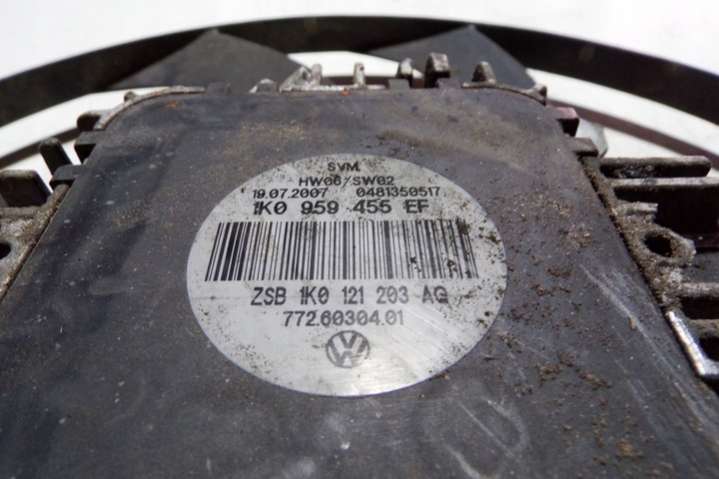 SVM.
HW06/SW02
19.07.2007 0481350517
1K0 959 455 EF
ZSB 1K0 121 203 AG
772.60304.01
VW